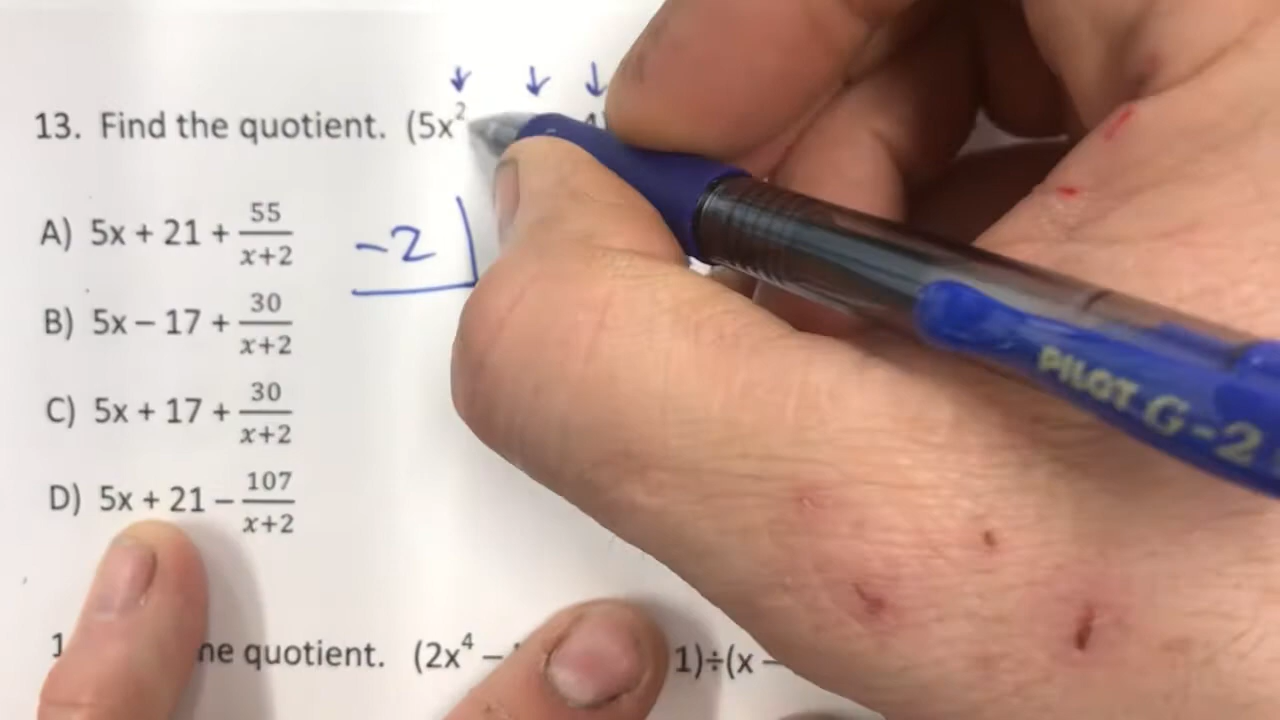 13. Find the quotient. (5x²
A) 5x + 21 + 55/x+2
-2
B) 5x – 17 + 30/x+2
C) 5x + 17 + 30/x+2
D) 5x + 21 – 107/x+2
quotient. (2x⁴ – 1)÷(x –
PILOT G-2